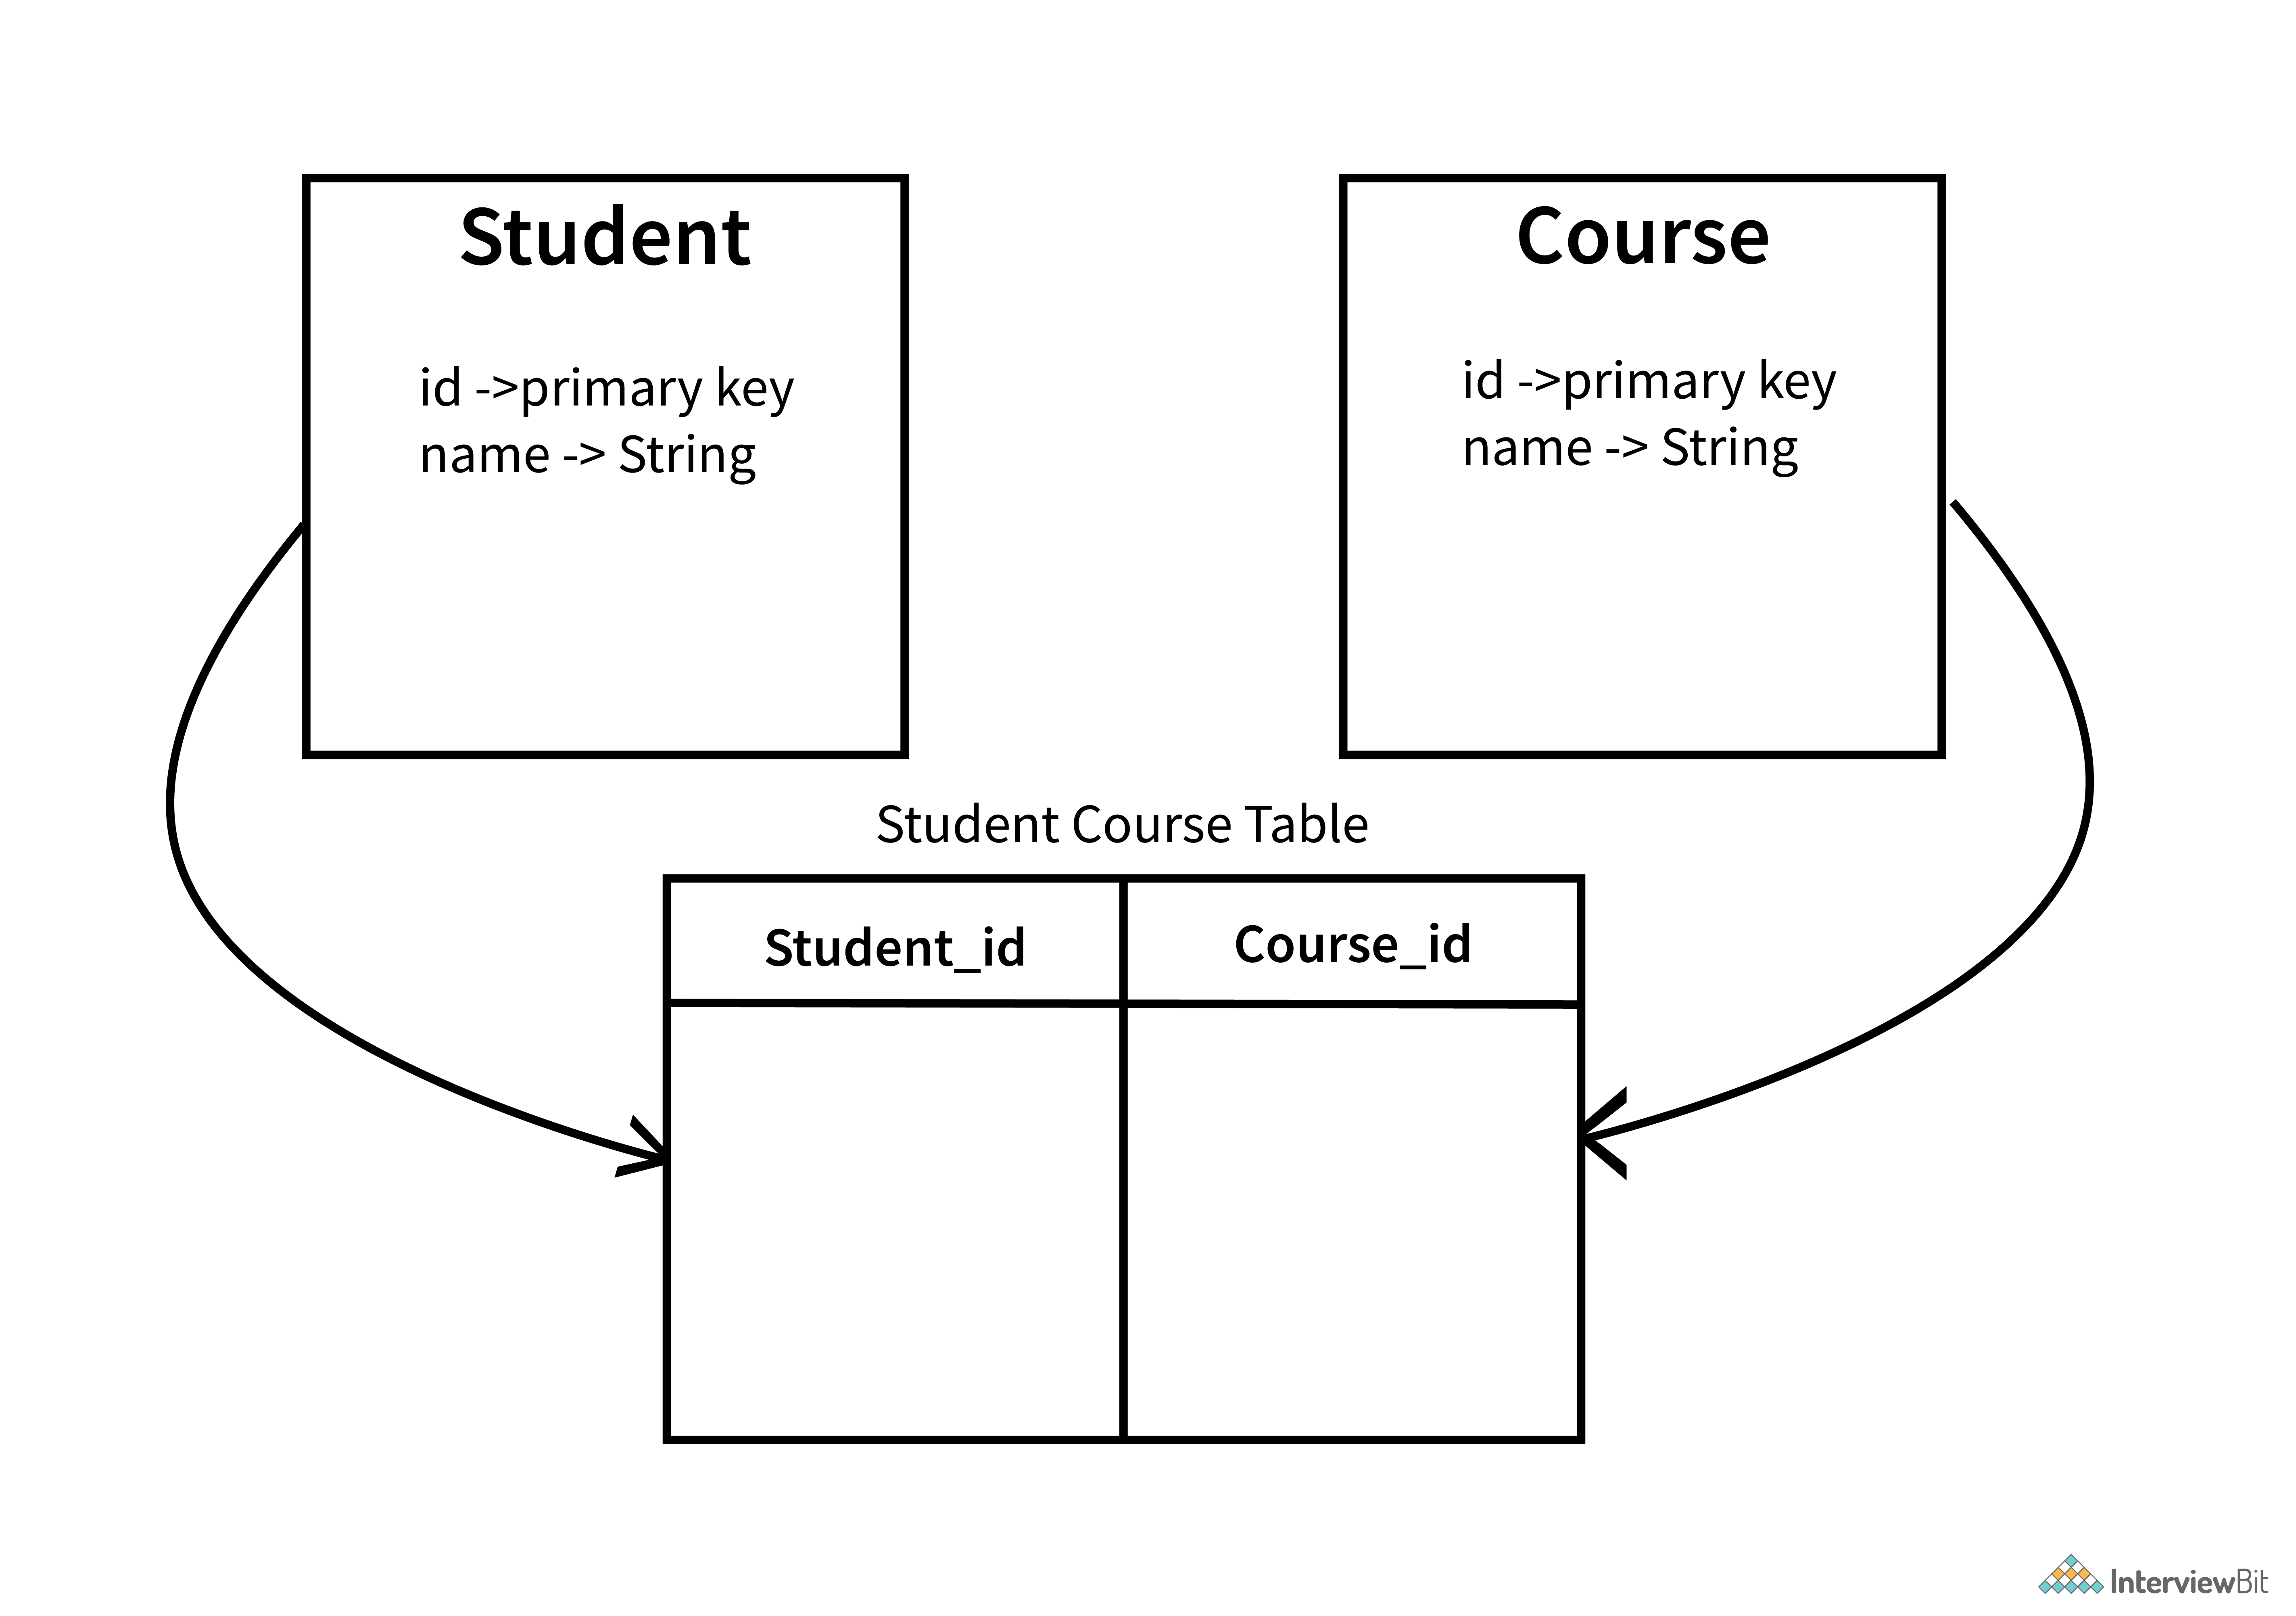 Student
id ->primary key
name -> String
Course
id ->primary key
name -> String
Student Course Table
Student_id
Course_id
InterviewBit